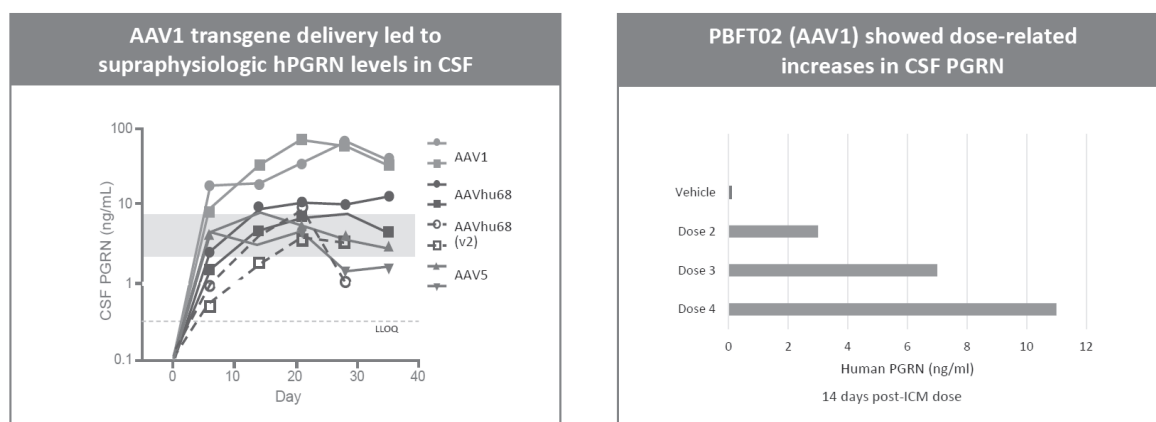 AAV1 transgene delivery led to
supraphysiologic hPGRN levels in CSF
CSF PGRN (ng/mL)
100
10
1
0.1
0
10
20
30
40
Day
LLOQ
AAV1
AAVhu68
AAVhu68
(v2)
AAV5
PBFT02 (AAV1) showed dose-related
increases in CSF PGRN
Vehicle
Dose 2
Dose 3
Dose 4
0
2
4
6
8
10
12
Human PGRN (ng/ml)
14 days post-ICM dose